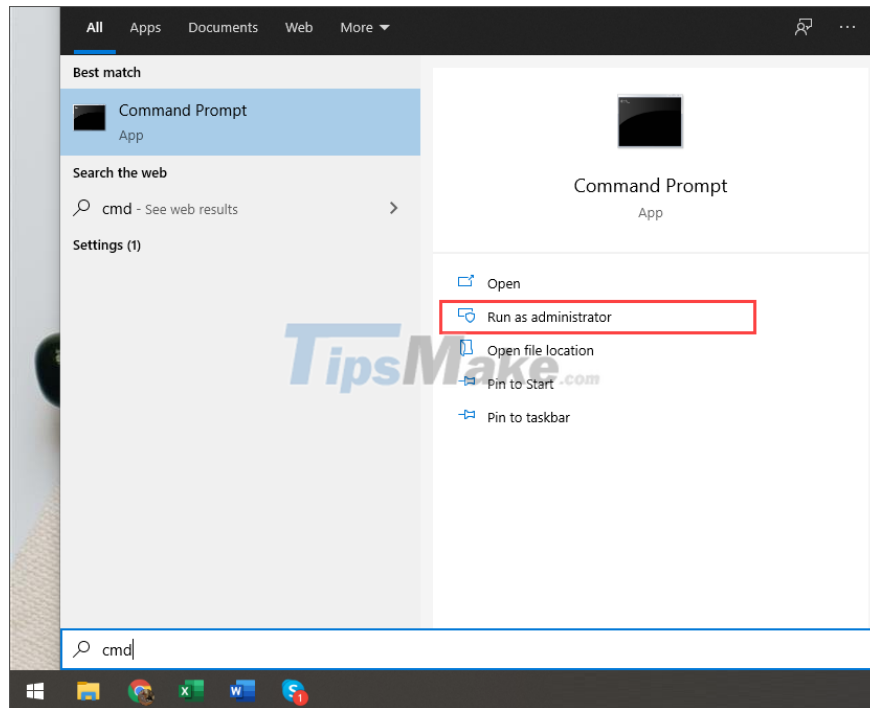 All Apps Documents Web More
Best match
Command Prompt
App
Search the web
cmd - See web results
Settings (1)
Command Prompt
App
Open
Run as administrator
Open file location
Pin to Start
Pin to taskbar
TipsMake.com
cmd
1